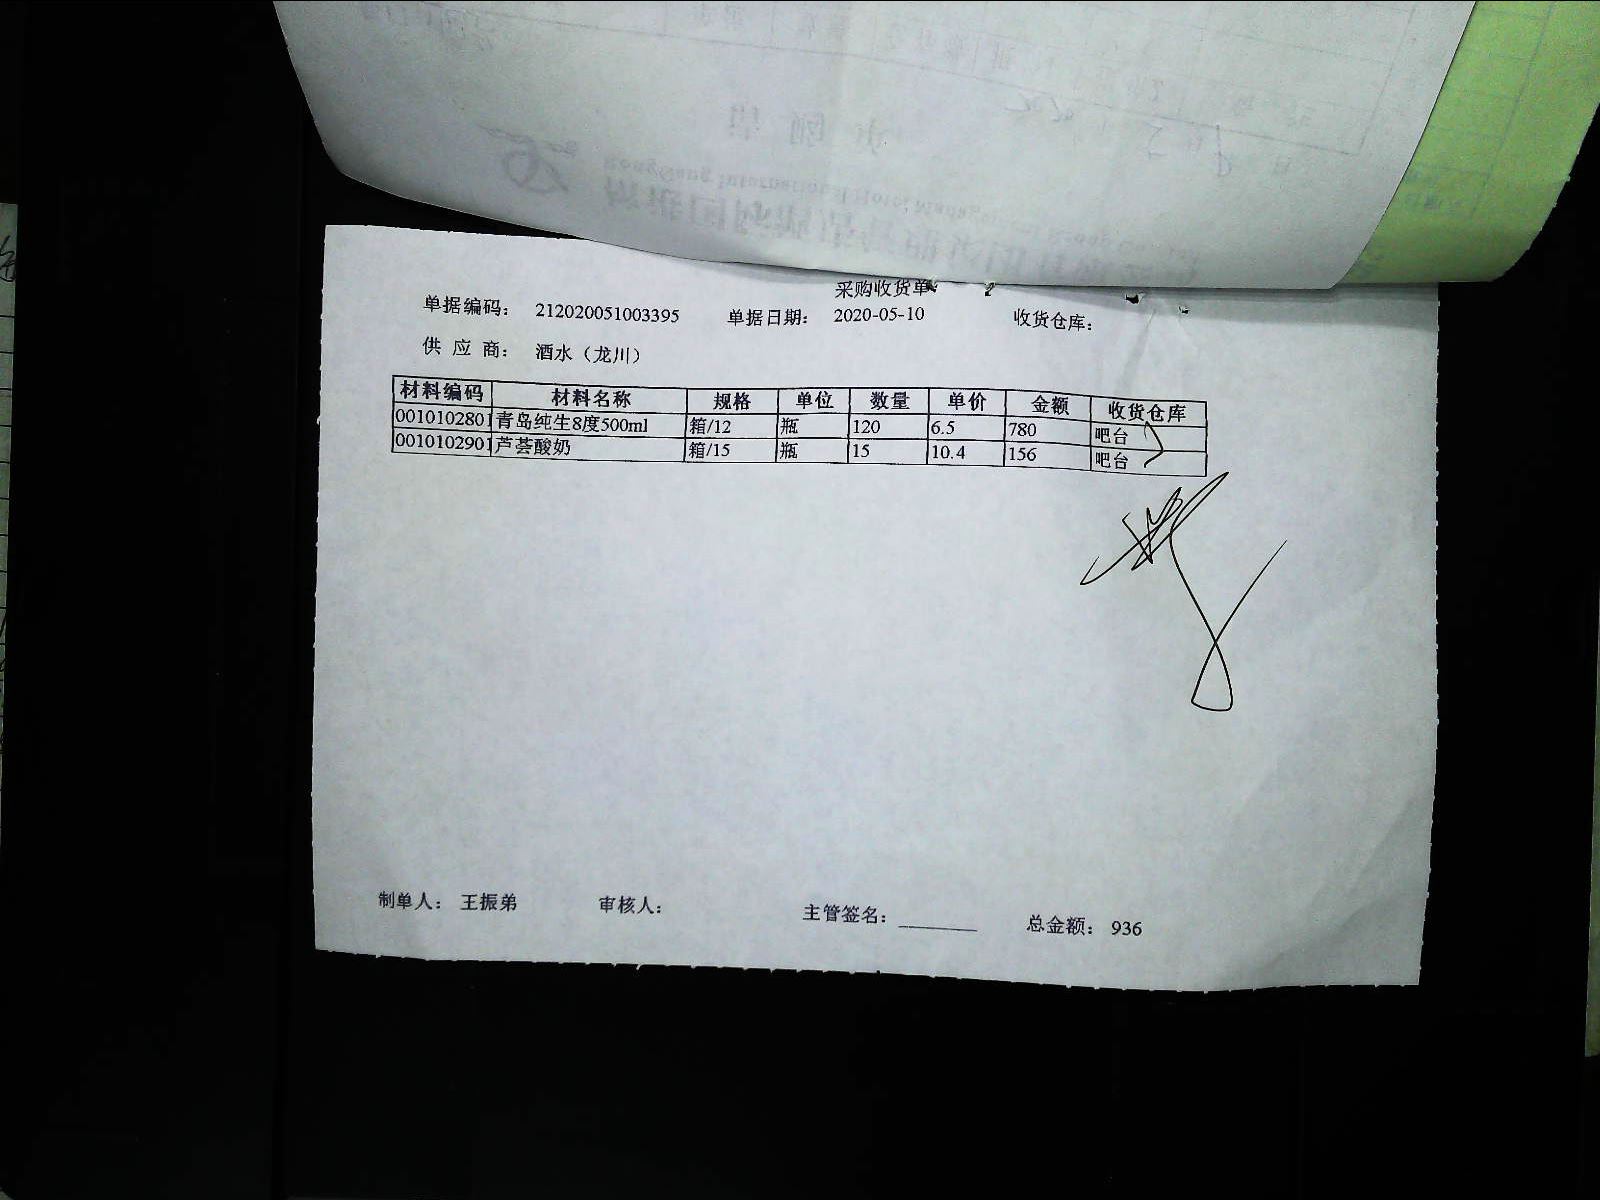 采购收货单
单据编码： 212020051003395 单据日期： 2020-05-10 收货仓库：
供 应 商： 酒水（龙川）
材料编码 材料名称 规格 单位 数量 单价 金额 收货仓库
0010102801 青岛纯生8度500ml 箱/12 瓶 120 6.5 780 吧台
0010102901 芦荟酸奶 箱/15 瓶 15 10.4 156 吧台
制单人： 王振弟 审核人： 主管签名： 总金额： 936